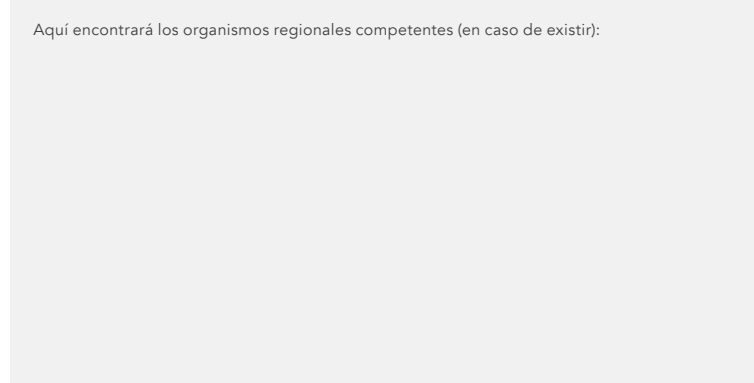 Aquí encontrará los organismos regionales competentes (en caso de existir):